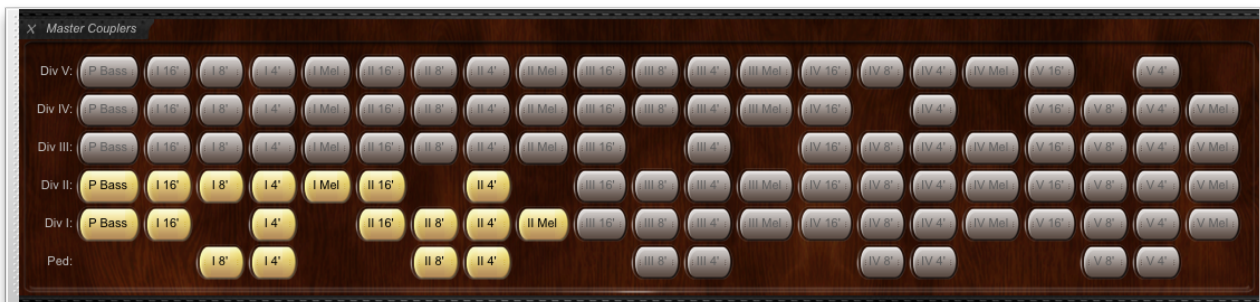 X Master Couplers
Div V: P Bass I 16' I 8' I 4' I Mel II 16' II 8' II 4' II Mel III 16' III 8' III 4' III Mel IV 16' IV 8' IV 4' IV Mel V 16' V 4'
Div IV: P Bass I 16' I 8' I 4' I Mel II 16' II 8' II 4' II Mel III 16' III 8' III 4' III Mel IV 16' IV 4' V 16' V 8' V 4' V Mel
Div III: P Bass I 16' I 8' I 4' I Mel II 16' II 8' II 4' II Mel III 16' III 4' IV 16' IV 8' IV 4' IV Mel V 16' V 8' V 4' V Mel
Div II: P Bass I 16' I 8' I 4' I Mel II 16' II 4' III 16' III 8' III 4' III Mel IV 16' IV 8' IV 4' IV Mel V 16' V 8' V 4' V Mel
Div I: P Bass I 16' I 4' II 16' II 8' II 4' II Mel III 16' III 8' III 4' III Mel IV 16' IV 8' IV 4' IV Mel V 16' V 8' V 4' V Mel
Ped: I 8' I 4' II 8' II 4' III 8' III 4' IV 8' IV 4' V 8' V 4'